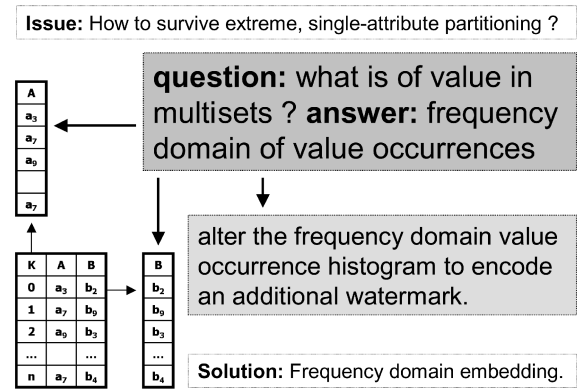 Issue: How to survive extreme, single-attribute partitioning ?
question: what is of value in
multisets ? answer: frequency
domain of value occurrences
A
a3
a7
a9
a7
alter the frequency domain value
occurrence histogram to encode
an additional watermark.
K A B
0 a3 b2
1 a7 b9
2 a9 b3
... ...
n a7 b4
B
b2
b9
b3
...
b4
Solution: Frequency domain embedding.